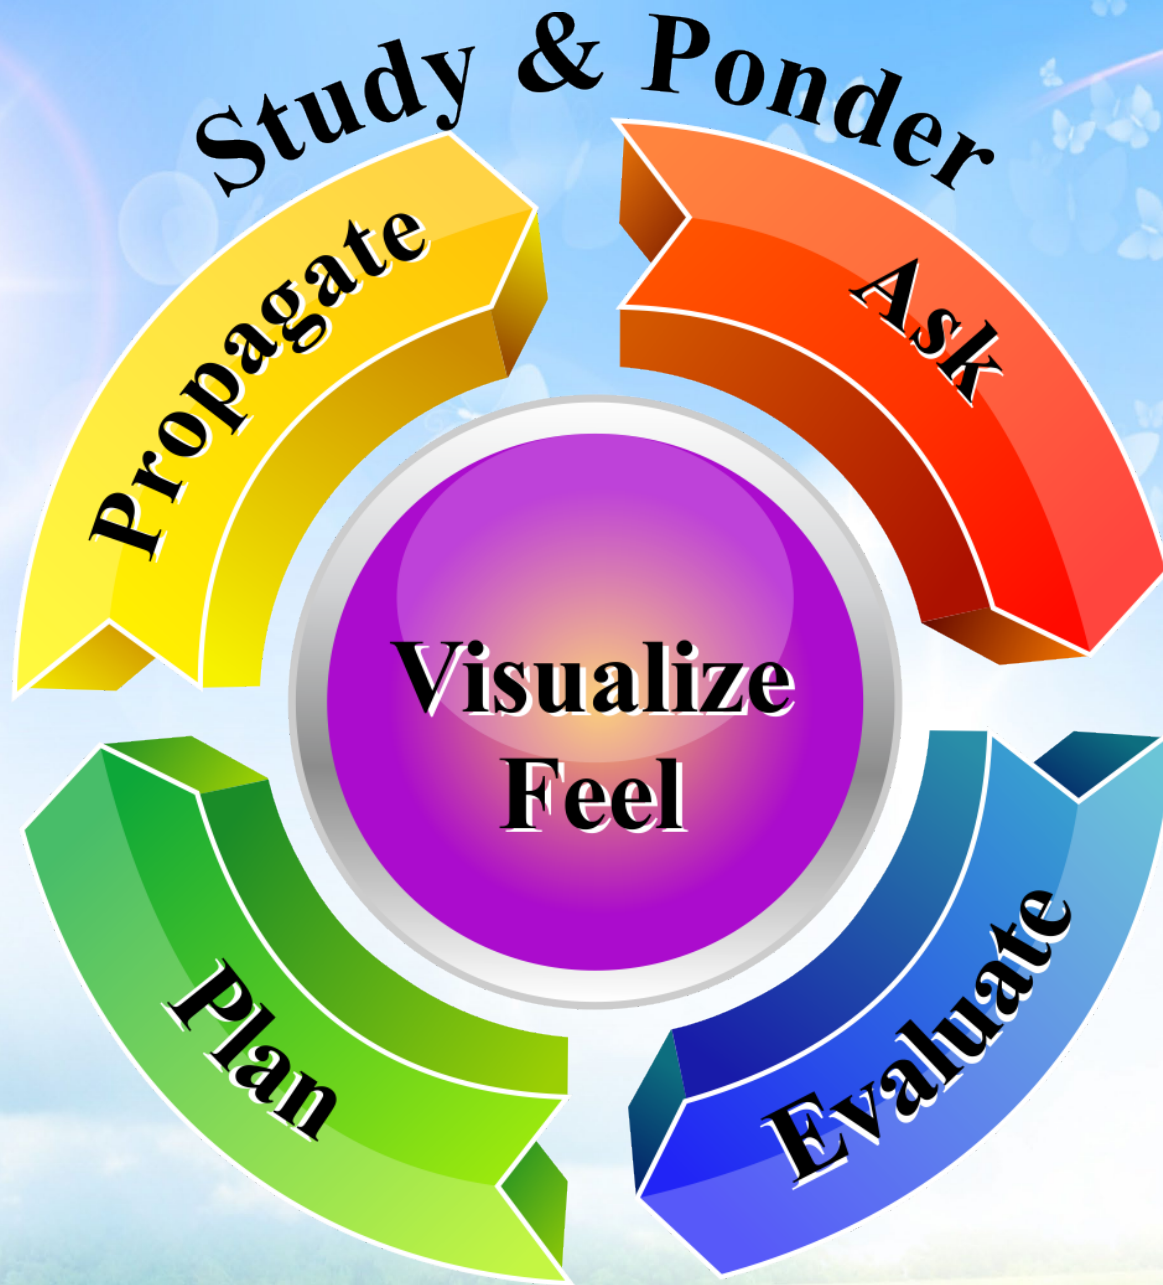 Study & Ponder
Propagate
Ask
Visualize
Feel
Plan
Evaluate